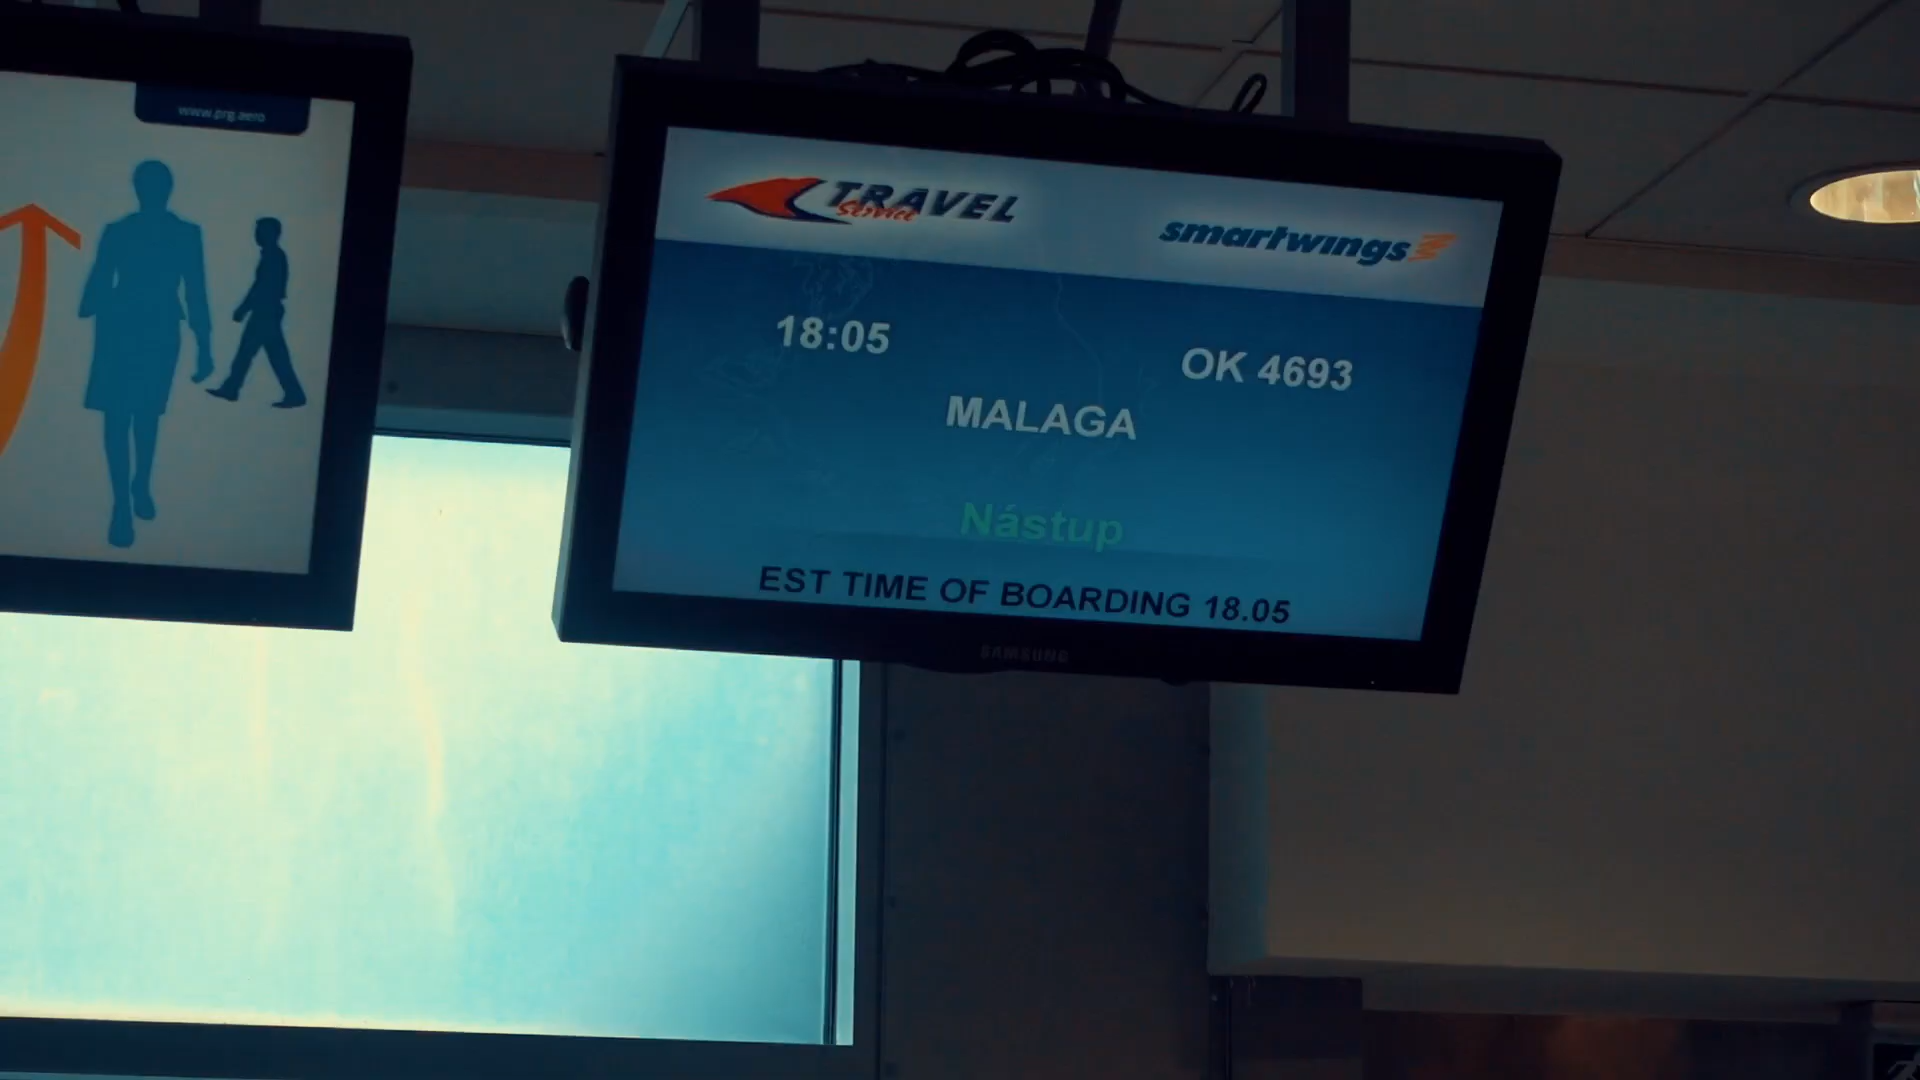 www.prg.aero
TRAVEL
Service
smartwings
18:05
OK 4693
MALAGA
Nástup
EST TIME OF BOARDING 18.05
SAMSUNG